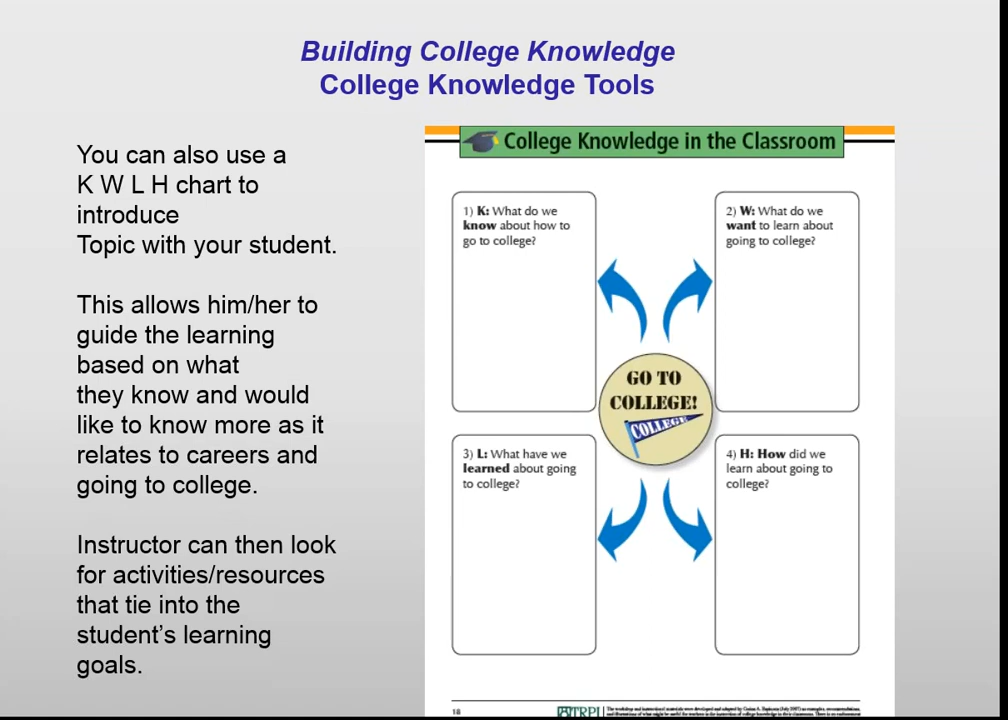 Building College Knowledge
College Knowledge Tools
You can also use a
K W L H chart to
introduce
Topic with your student.
This allows him/her to
guide the learning
based on what
they know and would
like to know more as it
relates to careers and
going to college.
Instructor can then look
for activities/resources
that tie into the
student's learning
goals.
College Knowledge in the Classroom
1) K: What do we
know about how to
go to college?
2) W: What do we
want to learn about
going to college?
GO TO
COLLEGE!
COLLEGE
3) L: What have we
learned about going
to college?
4) H: How did we
learn about going to
college?
18
TRPI